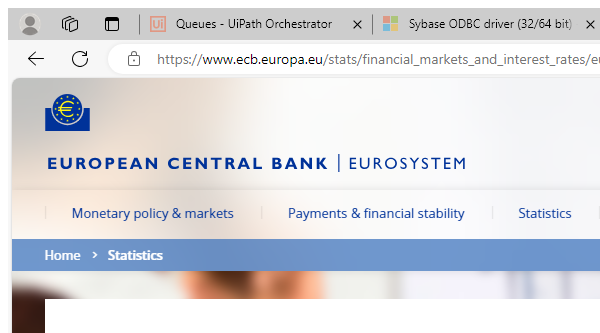 Queues - UiPath Orchestrator
Sybase ODBC driver (32/64 bit)
https://www.ecb.europa.eu/stats/financial_markets_and_interest_rates/e
EUROPEAN CENTRAL BANK | EUROSYSTEM
Monetary policy & markets
Payments & financial stability
Statistics
Home > Statistics